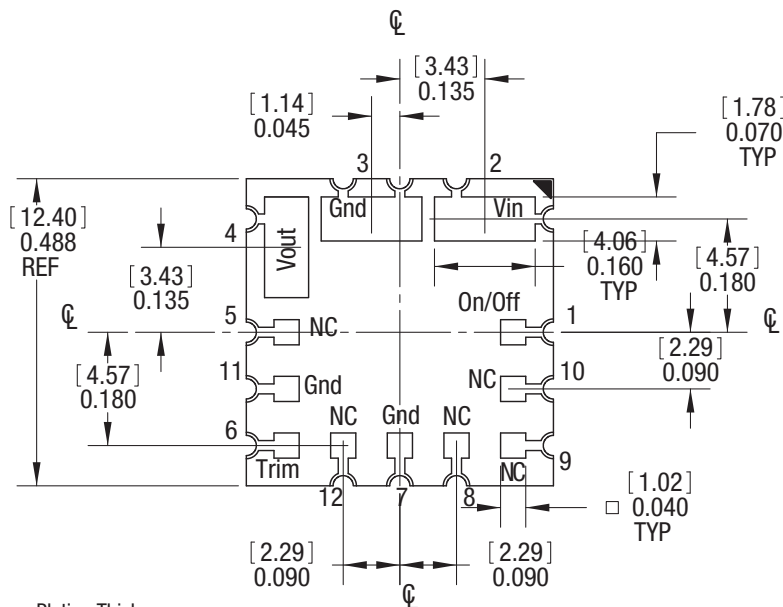 ℄
[3.43]
0.135
[1.14]
0.045
[1.78]
0.070
TYP
3
2
[12.40]
0.488
REF
Gnd
Vin
4
Vout
[4.06]
0.160
TYP
[4.57]
0.180
[3.43]
0.135
On/Off
℄
5
NC
1
℄
[2.29]
0.090
[4.57]
0.180
11
Gnd
NC
10
6
NC
Gnd
NC
Trim
NC
9
12
7
8
[1.02]
□ 0.040
TYP
[2.29]
0.090
[2.29]
0.090
℄